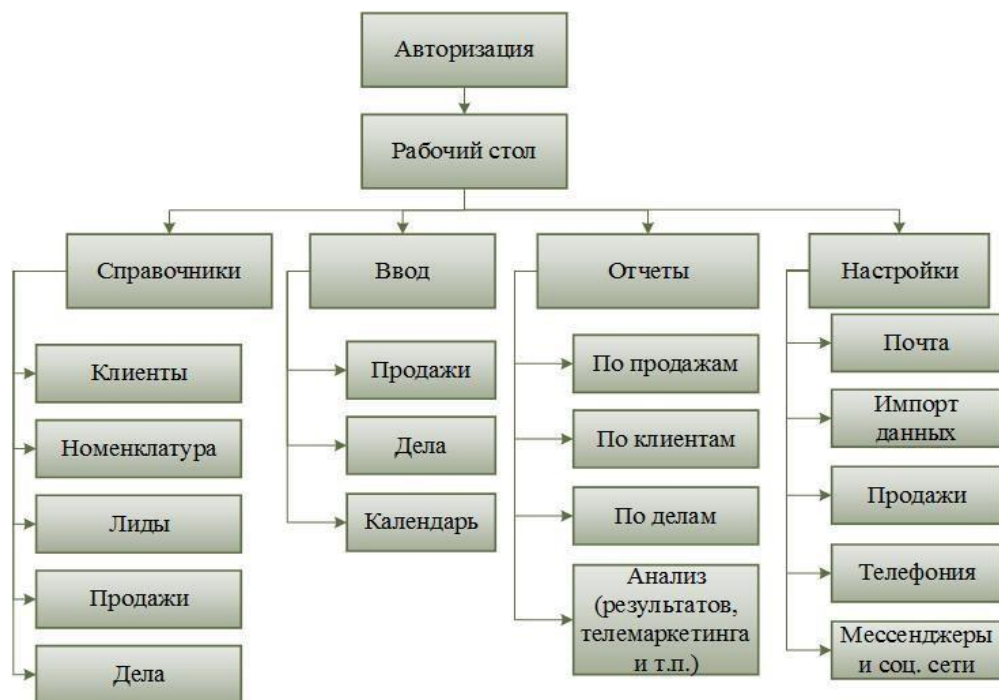 Авторизация
Рабочий стол
Справочники
Клиенты
Номенклатура
Лиды
Продажи
Дела
Ввод
Продажи
Дела
Календарь
Отчеты
По продажам
По клиентам
По делам
Анализ
(результатов,
телемаркетинга
и т.п.)
Настройки
Почта
Импорт
данных
Продажи
Телефония
Мессенджеры
и соц. сети